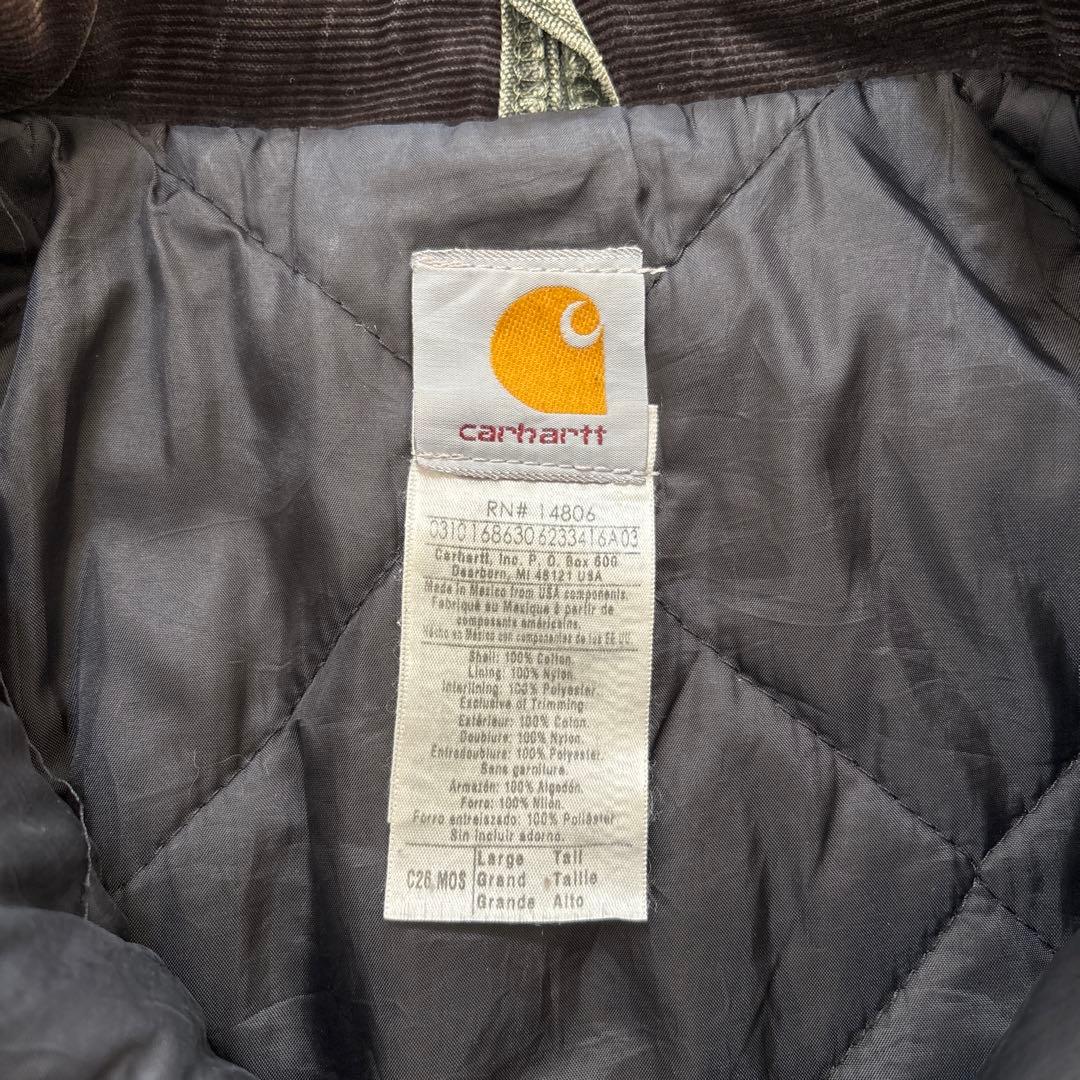 carhartt
RN# 14806
03101686306233416A03
Carhartt, Inc. P. O. Box 600
Dearborn, MI 48121 USA
Made in Mexico from USA components.
Fabriqué au Mexique à partir de
composants américains.
Hecho en México con componentes de los EE UU.
Shell: 100% Cotton.
Lining: 100% Nylon.
Interlining: 100% Polyester.
Exclusive of Trimming.
Extérieur: 100% Coton.
Doublure: 100% Nylon.
Entredoublure: 100% Polyester.
Sans garniture.
Armazón: 100% Algodón.
Forro: 100% Nilón.
Forro entrelazado: 100% Poliáster
Sin incluir adorno.
C26 MOS Large Tall
Grand Taille
Grande Alto